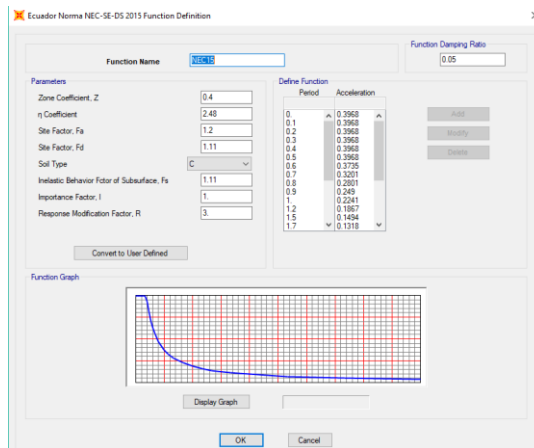 Ecuador Norma NEC-SE-DS 2015 Function Definition
Function Name
NEC15
Function Damping Ratio
0.05
Parameters
Zone Coefficient, Z 0.4
η Coefficient 2.48
Site Factor, Fa 1.2
Site Factor, Fd 1.11
Soil Type C
Inelastic Behavior Fctor of Subsurface, Fs 1.11
Importance Factor, I 1.
Response Modification Factor, R 3.
Convert to User Defined
Define Function
Period Acceleration
0. 0.3968
0.1 0.3968
0.2 0.3968
0.3 0.3968
0.4 0.3968
0.5 0.3968
0.6 0.3735
0.7 0.3201
0.8 0.2801
0.9 0.249
1. 0.2241
1.2 0.1867
1.5 0.1494
1.7 0.1318
Add
Modify
Delete
Function Graph
Display Graph
OK Cancel